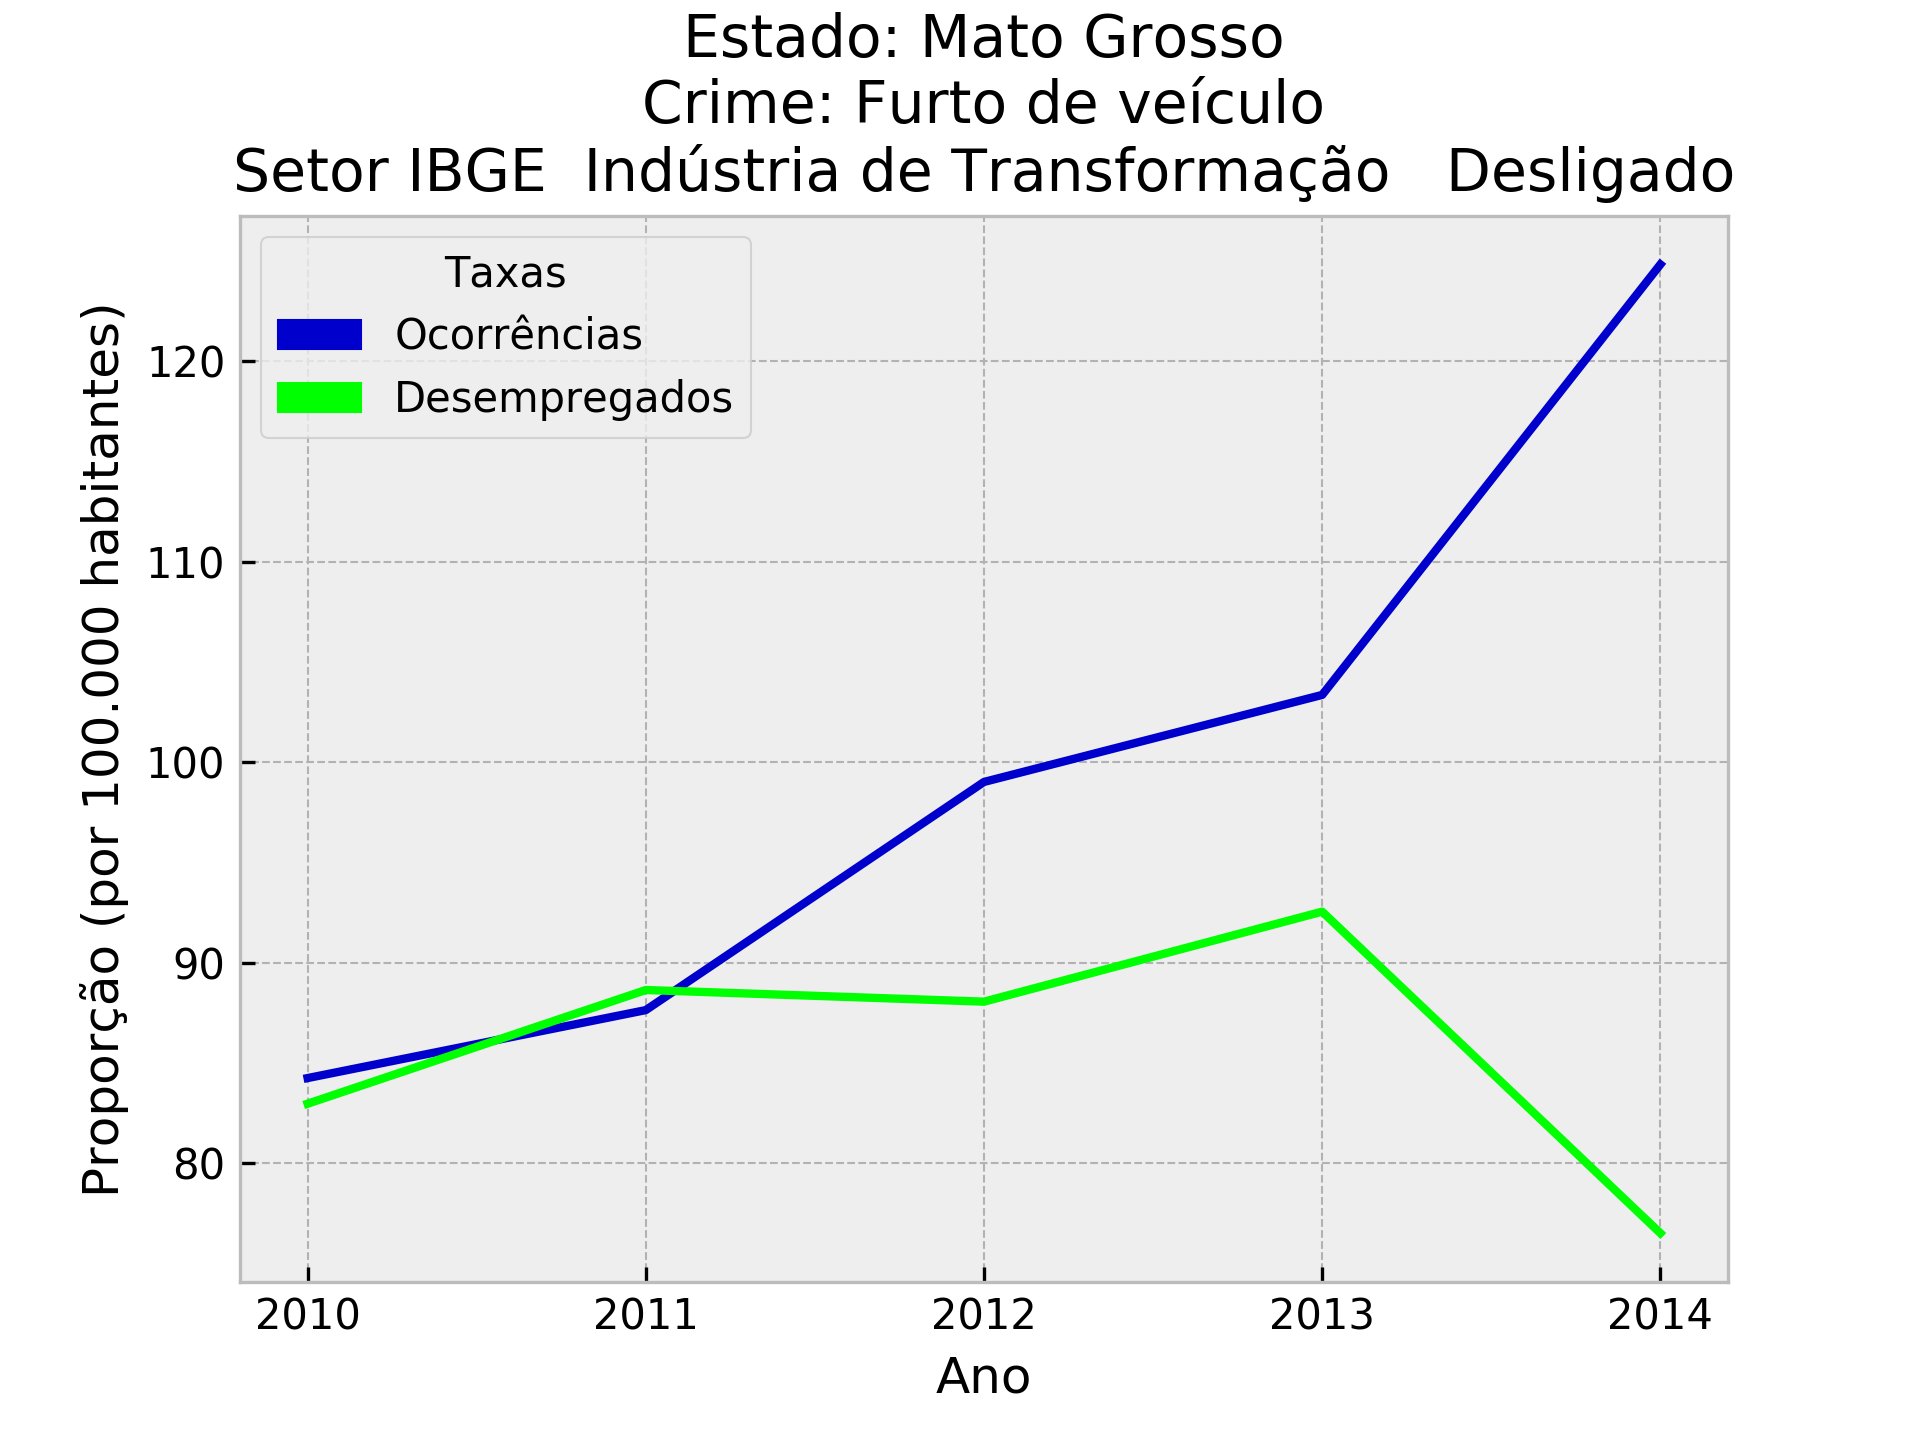 Estado: Mato Grosso
Crime: Furto de veículo
Setor IBGE  Indústria de Transformação   Desligado
Taxas
Ocorrências
Desempregados
Proporção (por 100.000 habitantes)
120
110
100
90
80
2010 2011 2012 2013 2014
Ano